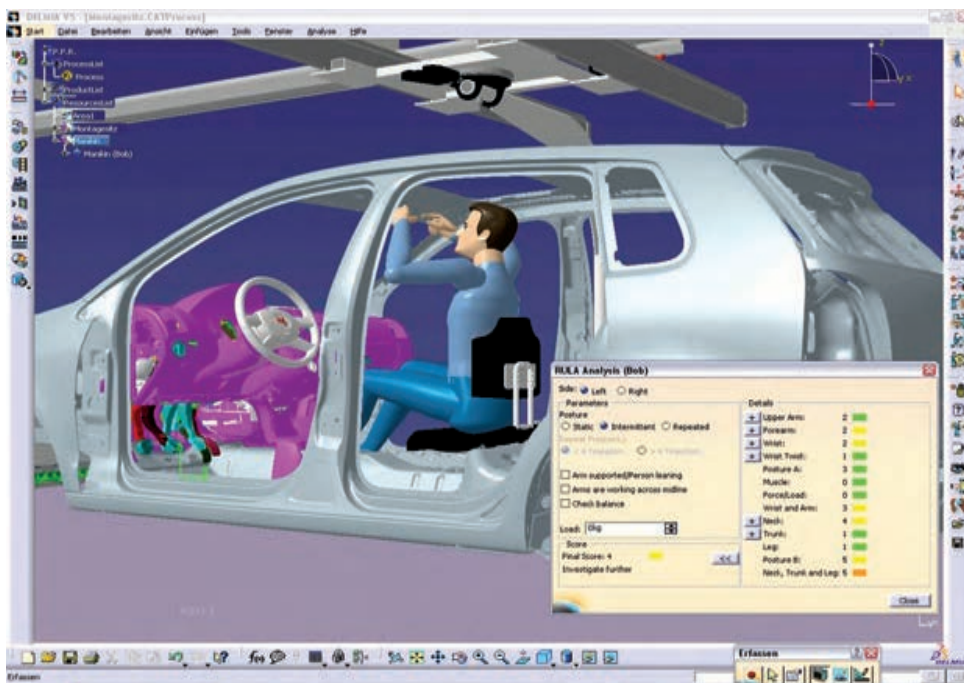 DELMIA V5 - [Montagesitz.CATProcess]
Start Datei Bearbeiten Ansicht Einfügen Tools Fenster Analyse Hilfe
P.P.R.
ProcessList
Process
ProductList
ResourcesList
Area1
Montagesitz
Manikin (Bob)
RULA Analysis (Bob)
Side: Left Right
Parameters
Posture
Static Intermittent Repeated
Arm supported/Person leaning
Arms are working across midline
Check balance
Load: 0kg
Score
Final Score: 4
Investigate further
<<
Details
+ Upper Arm: 2
+ Forearm: 2
+ Wrist: 2
+ Wrist Twist: 1
Posture A: 3
Muscle: 0
Force/Load: 0
Wrist and Arm: 3
+ Neck: 4
+ Trunk: 1
Leg: 1
Posture B: 5
Neck, Trunk and Leg: 5
Close
Erfassen
Erfassen